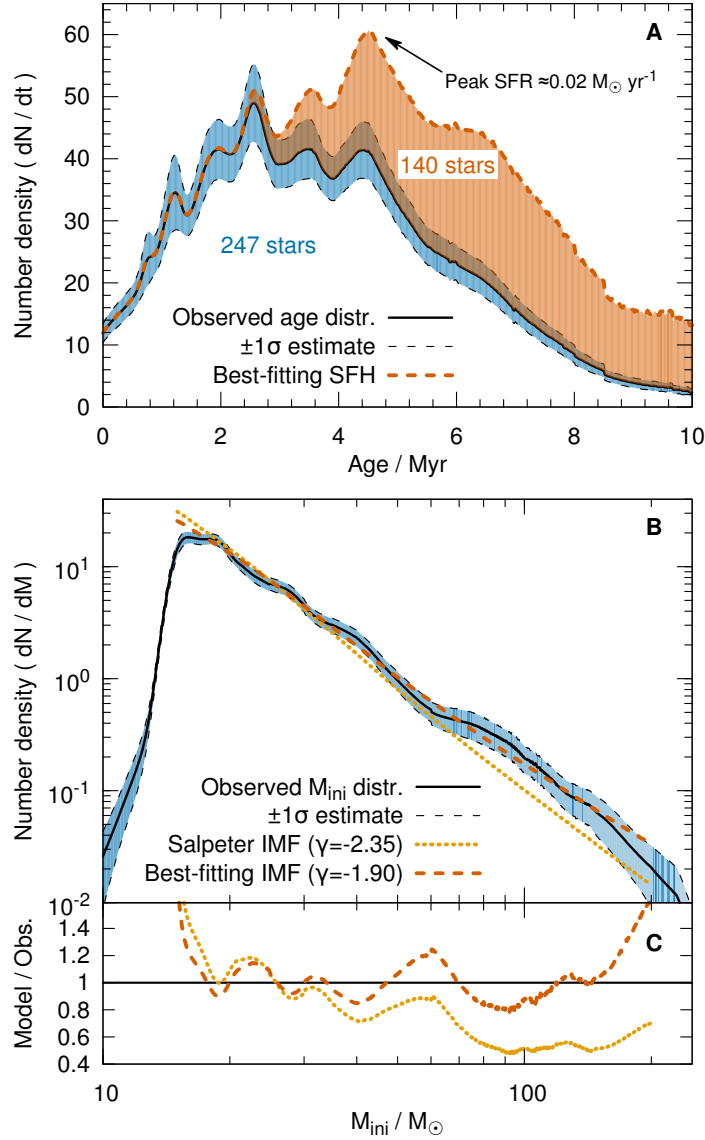 60
50
40
30
20
10
0
Number density ( dN / dt )
A
Peak SFR ≈0.02 M☉ yr⁻¹
140 stars
247 stars
Observed age distr.
±1σ estimate
Best-fitting SFH
0 2 4 6 8 10
Age / Myr
B
10¹
10⁰
10⁻¹
10⁻²
Number density ( dN / dM )
Observed Mᵢₙᵢ distr.
±1σ estimate
Salpeter IMF (γ=-2.35)
Best-fitting IMF (γ=-1.90)
C
1.2
1
0.8
0.6
0.4
Model / Obs.
10 100
Mᵢₙᵢ / M☉